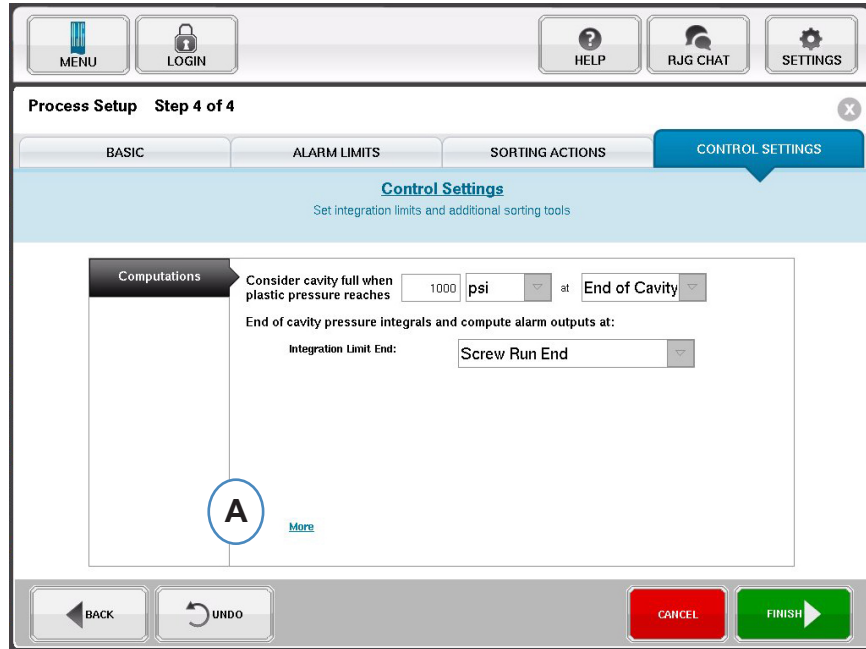 MENU
LOGIN
HELP
RJG CHAT
SETTINGS
Process Setup Step 4 of 4
X
BASIC
ALARM LIMITS
SORTING ACTIONS
CONTROL SETTINGS
Control Settings
Set integration limits and additional sorting tools
Computations
Consider cavity full when
plastic pressure reaches
1000 psi at End of Cavity
End of cavity pressure integrals and compute alarm outputs at:
Integration Limit End: Screw Run End
A
More
BACK
UNDO
CANCEL
FINISH